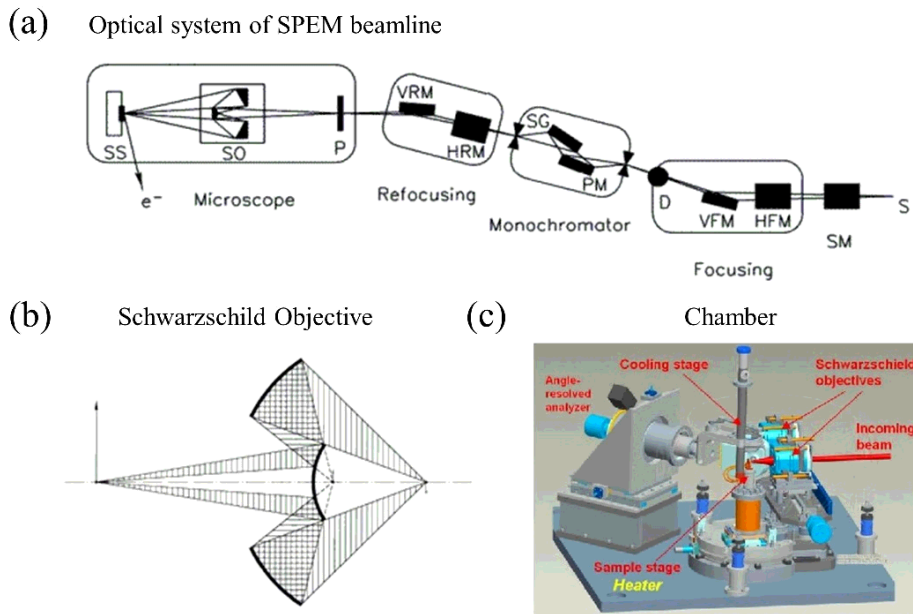 (a) Optical system of SPEM beamline
SS
e⁻
SO
P
Microscope
VRM
HRM
Refocusing
SG
PM
Monochromator
D
VFM
HFM
Focusing
SM
S
(b) Schwarzschild Objective
(c) Chamber
Cooling stage
Angle-
resolved
analyzer
Schwarzschield
objectives
Incoming
beam
Sample stage
Heater